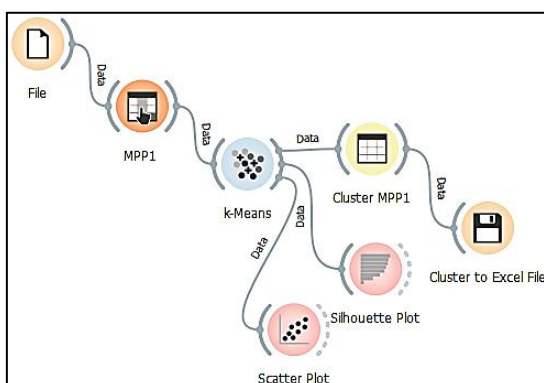 File
Data
MPP1
Data
k-Means
Data
Cluster MPP1
Data
Cluster to Excel File
Data
Silhouette Plot
Data
Scatter Plot